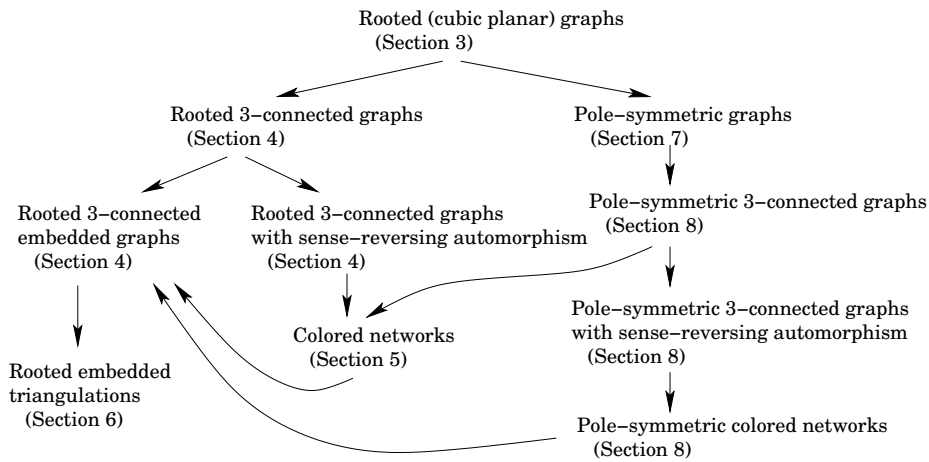 Rooted (cubic planar) graphs
(Section 3)
Rooted 3−connected graphs
(Section 4)
Pole−symmetric graphs
(Section 7)
Rooted 3−connected
embedded graphs
(Section 4)
Rooted 3−connected graphs
with sense−reversing automorphism
(Section 4)
Pole−symmetric 3−connected graphs
(Section 8)
Colored networks
(Section 5)
Pole−symmetric 3−connected graphs
with sense−reversing automorphism
(Section 8)
Rooted embedded
triangulations
(Section 6)
Pole−symmetric colored networks
(Section 8)